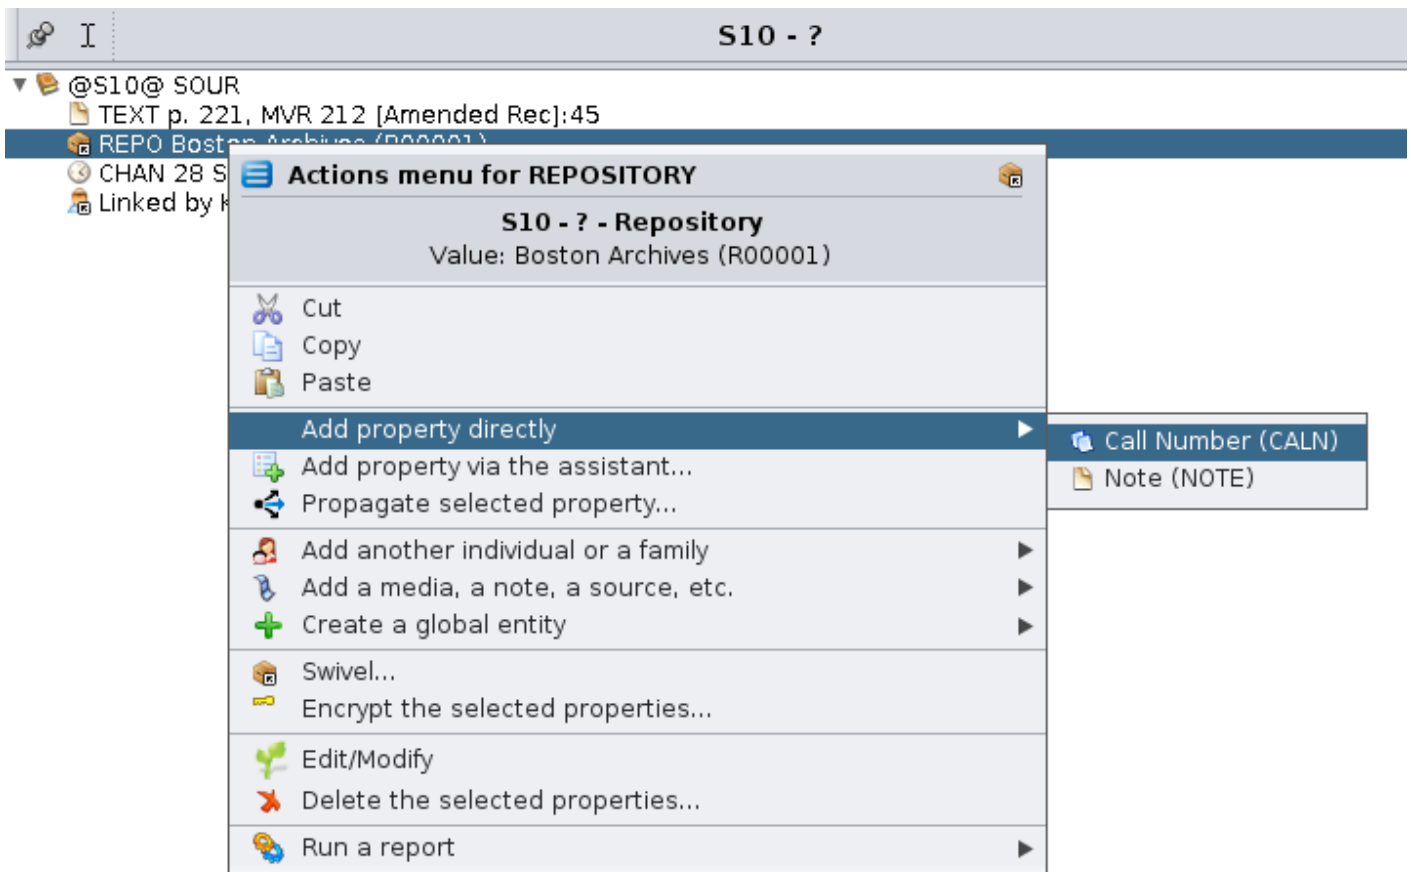 S10 - ?
@S10@ SOUR
TEXT p. 221, MVR 212 [Amended Rec]:45
REPO Boston Archives (R00001)
CHAN 28 S
Linked by
Actions menu for REPOSITORY
S10 - ? - Repository
Value: Boston Archives (R00001)
Cut
Copy
Paste
Add property directly
Call Number (CALN)
Add property via the assistant...
Note (NOTE)
Propagate selected property...
Add another individual or a family
Add a media, a note, a source, etc.
Create a global entity
Swivel...
Encrypt the selected properties...
Edit/Modify
Delete the selected properties...
Run a report